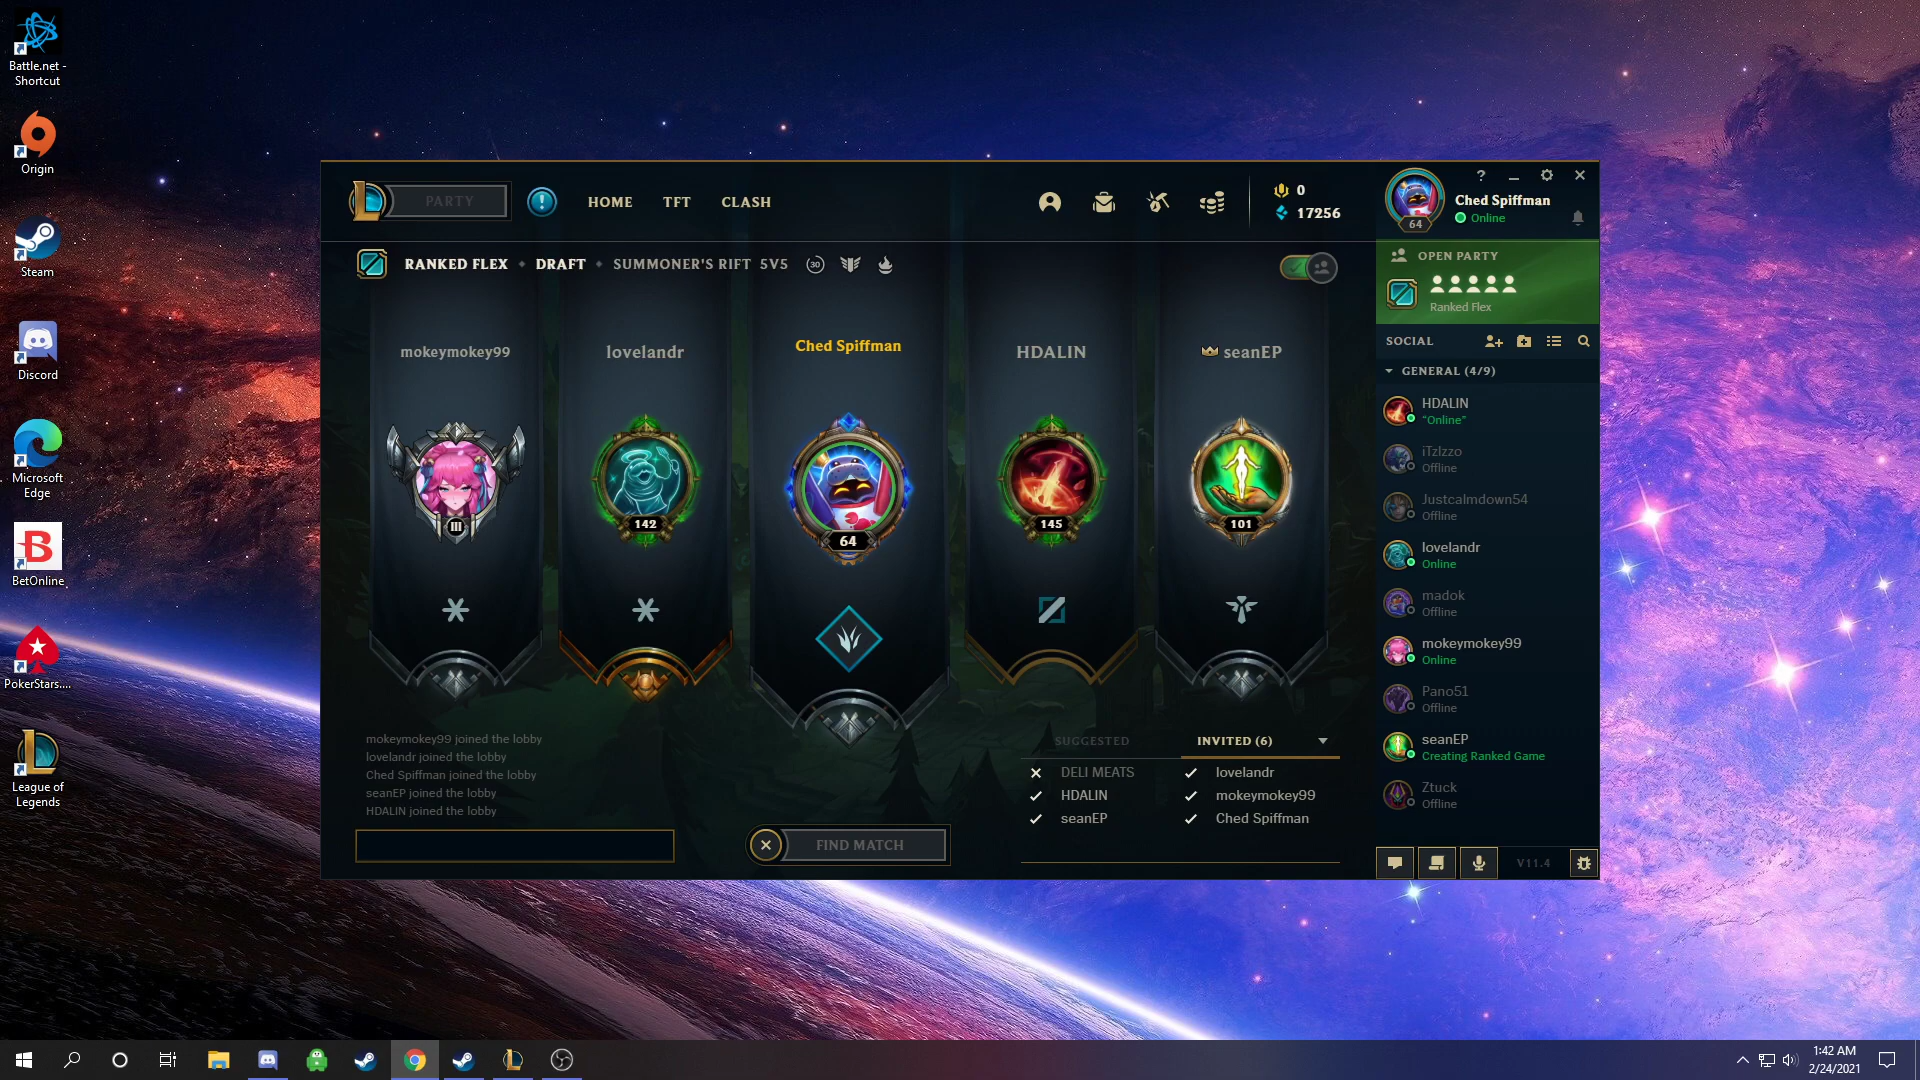 Battle.net -
Shortcut
Origin
Steam
Discord
Microsoft
Edge
BetOnline
PokerStars....
League of
Legends
PARTY
HOME
TFT
CLASH
0
17256
64
Ched Spiffman
Online
RANKED FLEX • DRAFT • SUMMONER'S RIFT 5V5
30
OPEN PARTY
Ranked Flex
mokeymokey99
lovelandr
Ched Spiffman
HDALIN
seanEP
III
142
64
145
101
SOCIAL
GENERAL (4/9)
HDALIN
"Online"
iTzIzzo
Offline
Justcalmdown54
Offline
lovelandr
Online
madok
Offline
mokeymokey99
Online
Pano51
Offline
seanEP
Creating Ranked Game
Ztuck
Offline
mokeymokey99 joined the lobby
lovelandr joined the lobby
Ched Spiffman joined the lobby
seanEP joined the lobby
HDALIN joined the lobby
FIND MATCH
SUGGESTED
INVITED (6)
DELI MEATS
lovelandr
HDALIN
mokeymokey99
seanEP
Ched Spiffman
V11.4
1:42 AM
2/24/2021